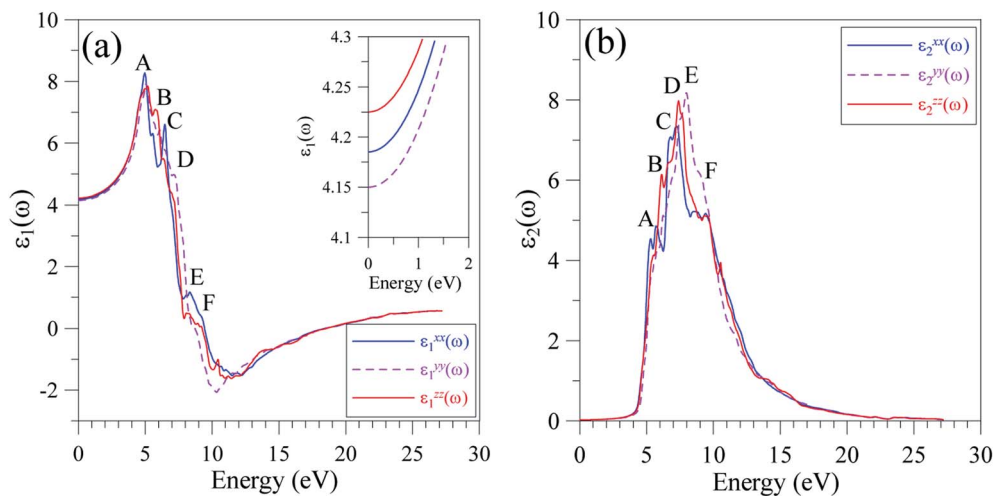 (a)
A
B
C
D
E
F
ε₁(ω)
10
8
6
4
2
0
-2
0 5 10 15 20 25 30
Energy (eV)
4.3
4.25
4.2
4.15
4.1
ε₁(ω)
0 1 2
Energy (eV)
ε₁ˣˣ(ω)
ε₁ʸʸ(ω)
ε₁ᶻᶻ(ω)
(b)
A
B
C
D
E
F
ε₂(ω)
10
8
6
4
2
0
0 5 10 15 20 25 30
Energy (eV)
ε₂ˣˣ(ω)
ε₂ʸʸ(ω)
ε₂ᶻᶻ(ω)